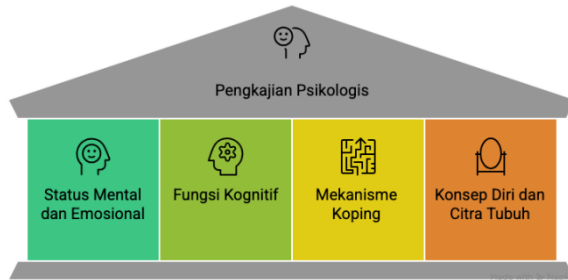 Pengkajian Psikologis
Status Mental
dan Emosional
Fungsi Kognitif
Mekanisme
Koping
Konsep Diri dan
Citra Tubuh